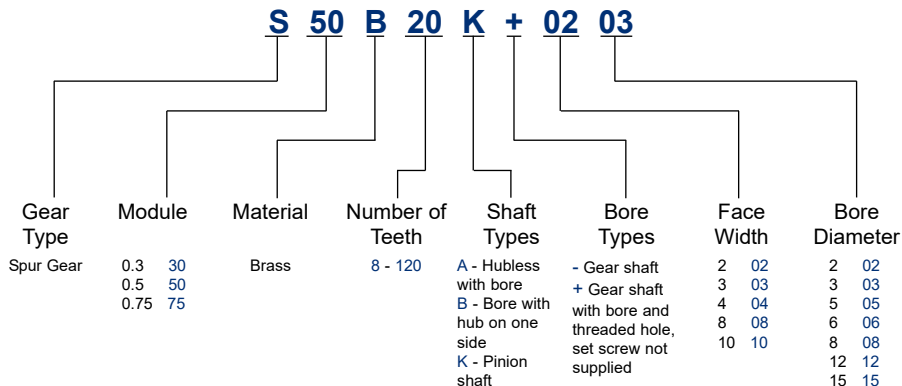 S 50 B 20 K + 02 03
Gear
Type
Spur Gear
Module
0.3 30
0.5 50
0.75 75
Material
Brass
Number of
Teeth
8 - 120
Shaft
Types
A - Hubless
with bore
B - Bore with
hub on one
side
K - Pinion
shaft
Bore
Types
- Gear shaft
+ Gear shaft
with bore and
threaded hole,
set screw not
supplied
Face
Width
2 02
3 03
4 04
8 08
10 10
Bore
Diameter
2 02
3 03
5 05
6 06
8 08
12 12
15 15